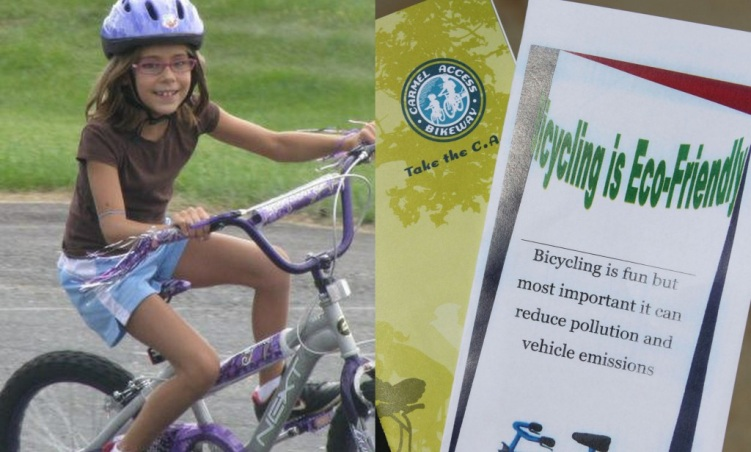 NEXT
CARMEL ACCESS
BIKEWAY
Take the C.A
Bicycling is Eco-Friendly
Bicycling is fun but
most important it can
reduce pollution and
vehicle emissions